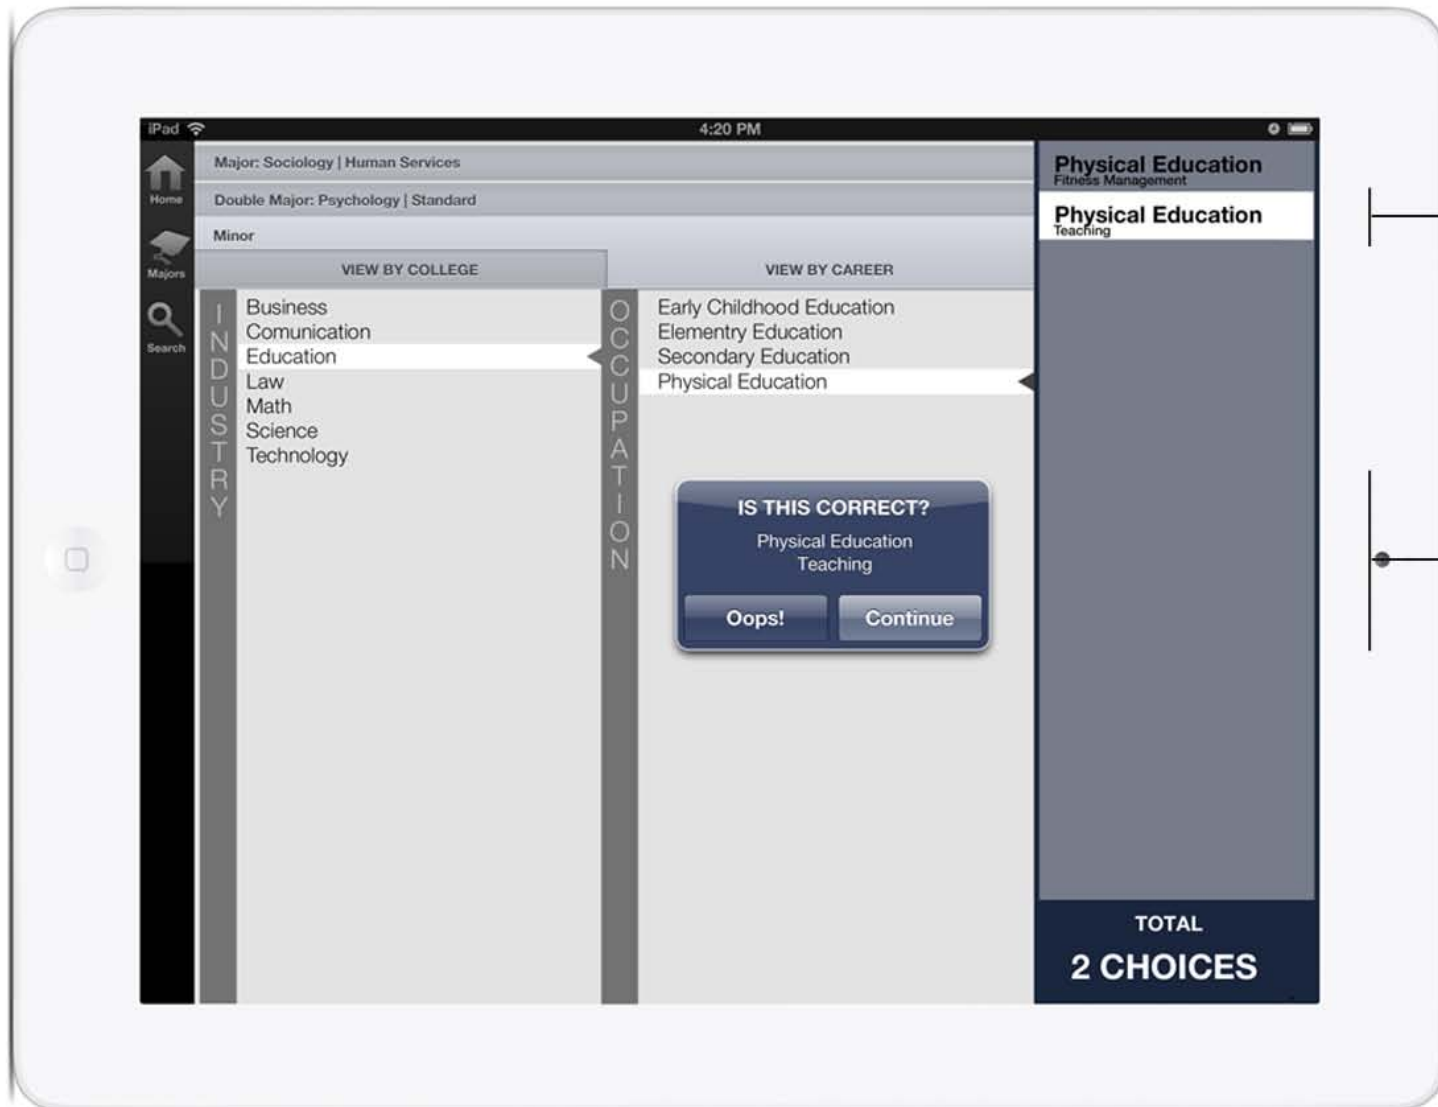 iPad
4:20 PM
Home
Majors
Search
Major: Sociology | Human Services
Double Major: Psychology | Standard
Minor
VIEW BY COLLEGE
VIEW BY CAREER
INDUSTRY
Business
Comunication
Education
Law
Math
Science
Technology
OCCUPATION
Early Childhood Education
Elementry Education
Secondary Education
Physical Education
IS THIS CORRECT?
Physical Education
Teaching
Oops!
Continue
Physical Education
Fitness Management
Physical Education
Teaching
TOTAL
2 CHOICES